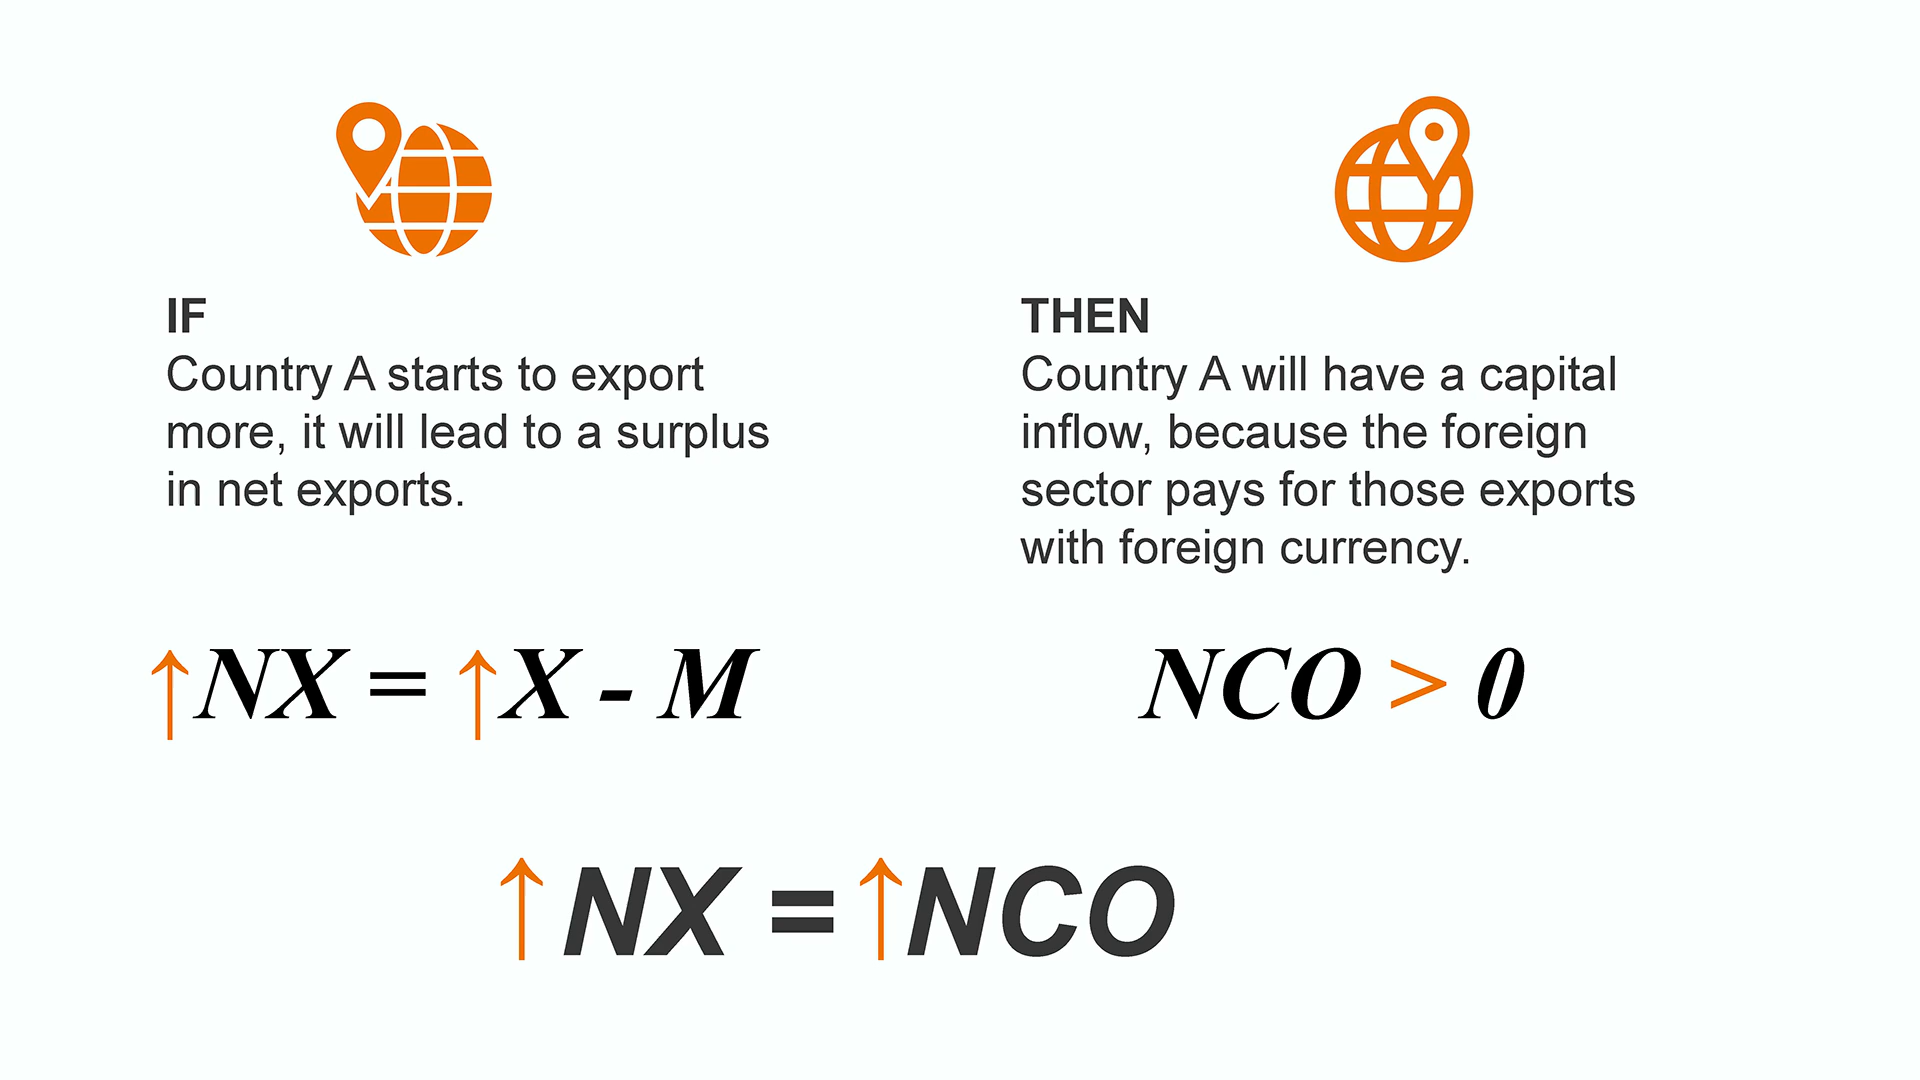 IF
Country A starts to export
more, it will lead to a surplus
in net exports.
THEN
Country A will have a capital
inflow, because the foreign
sector pays for those exports
with foreign currency.
↑NX = ↑X - M
NCO > 0
↑NX = ↑NCO